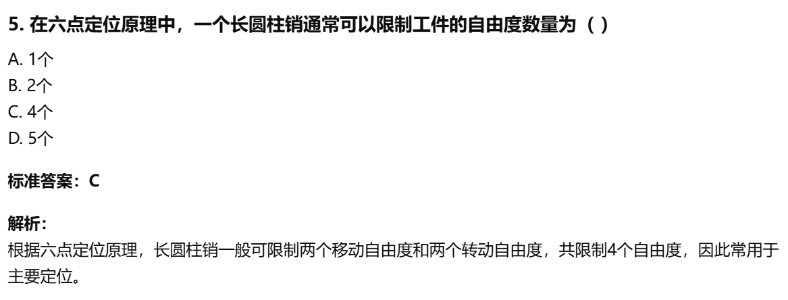 5. 在六点定位原理中，一个长圆柱销通常可以限制工件的自由度数量为（ ）
A. 1个
B. 2个
C. 4个
D. 5个
标准答案：C
解析：
根据六点定位原理，长圆柱销一般可限制两个移动自由度和两个转动自由度，共限制4个自由度，因此常用于
主要定位。